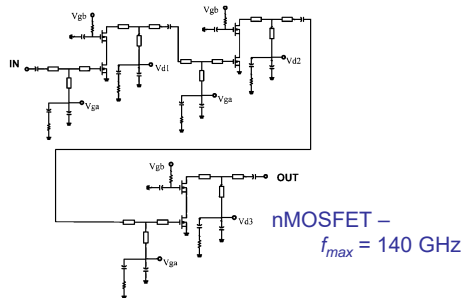 Vgb
Vgb
IN
Vd1
Vd2
Vga
Vga
Vgb
OUT
Vd3
Vga
nMOSFET –
fmax = 140 GHz